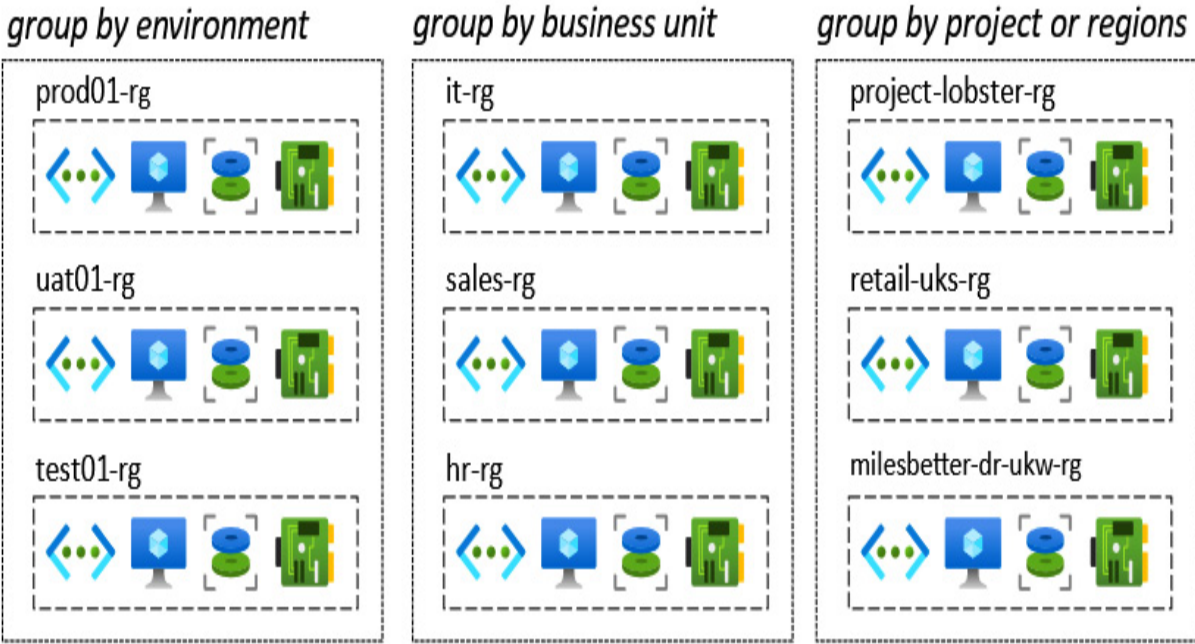 group by environment
prod01-rg
uat01-rg
test01-rg
group by business unit
it-rg
sales-rg
hr-rg
group by project or regions
project-lobster-rg
retail-uks-rg
milesbetter-dr-ukw-rg